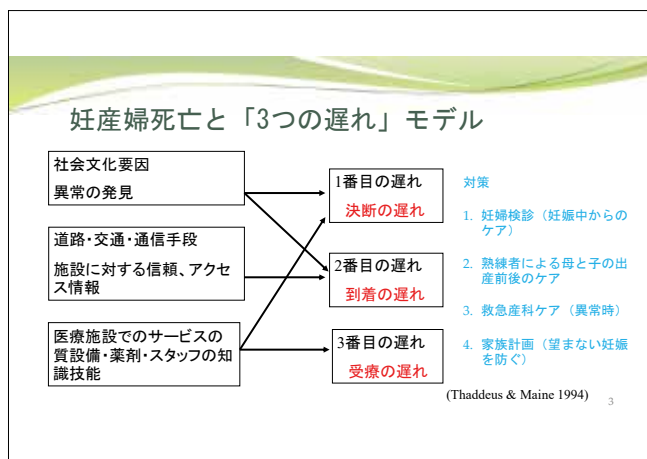 妊産婦死亡と「3つの遅れ」モデル
社会文化要因
異常の発見
道路・交通・通信手段
施設に対する信頼、アクセ
ス情報
医療施設でのサービスの
質設備・薬剤・スタッフの知
識技能
1番目の遅れ
決断の遅れ
2番目の遅れ
到着の遅れ
3番目の遅れ
受療の遅れ
対策
1. 妊婦検診（妊娠中からの
ケア）
2. 熟練者による母と子の出
産前後のケア
3. 救急産科ケア（異常時）
4. 家族計画（望まない妊娠
を防ぐ）
(Thaddeus & Maine 1994)
3